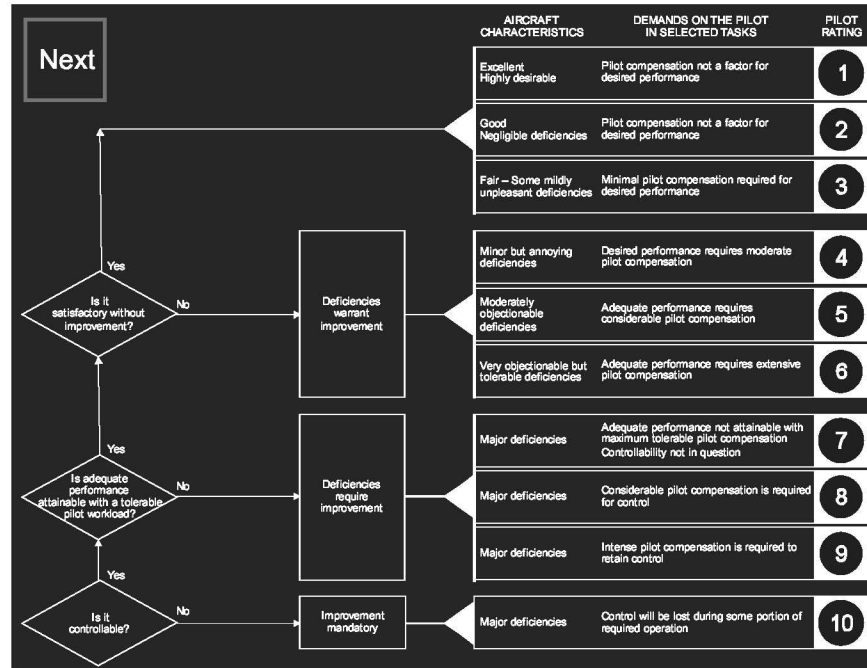 Next
AIRCRAFT
CHARACTERISTICS
DEMANDS ON THE PILOT
IN SELECTED TASKS
PILOT
RATING
Excellent
Highly desirable
Pilot compensation not a factor for
desired performance
1
Good
Negligible deficiencies
Pilot compensation not a factor for
desired performance
2
Fair – Some mildly
unpleasant deficiencies
Minimal pilot compensation required for
desired performance
3
Yes
Is it
satisfactory without
improvement?
No
Deficiencies
warrant
improvement
Minor but annoying
deficiencies
Desired performance requires moderate
pilot compensation
4
Moderately
objectionable
deficiencies
Adequate performance requires
considerable pilot compensation
5
Very objectionable but
tolerable deficiencies
Adequate performance requires extensive
pilot compensation
6
Yes
Is adequate
performance
attainable with a tolerable
pilot workload?
No
Deficiencies
require
improvement
Major deficiencies
Adequate performance not attainable with
maximum tolerable pilot compensation
Controllability not in question
7
Major deficiencies
Considerable pilot compensation is required
for control
8
Major deficiencies
Intense pilot compensation is required to
retain control
9
Yes
Is it
controllable?
No
Improvement
mandatory
Major deficiencies
Control will be lost during some portion of
required operation
10